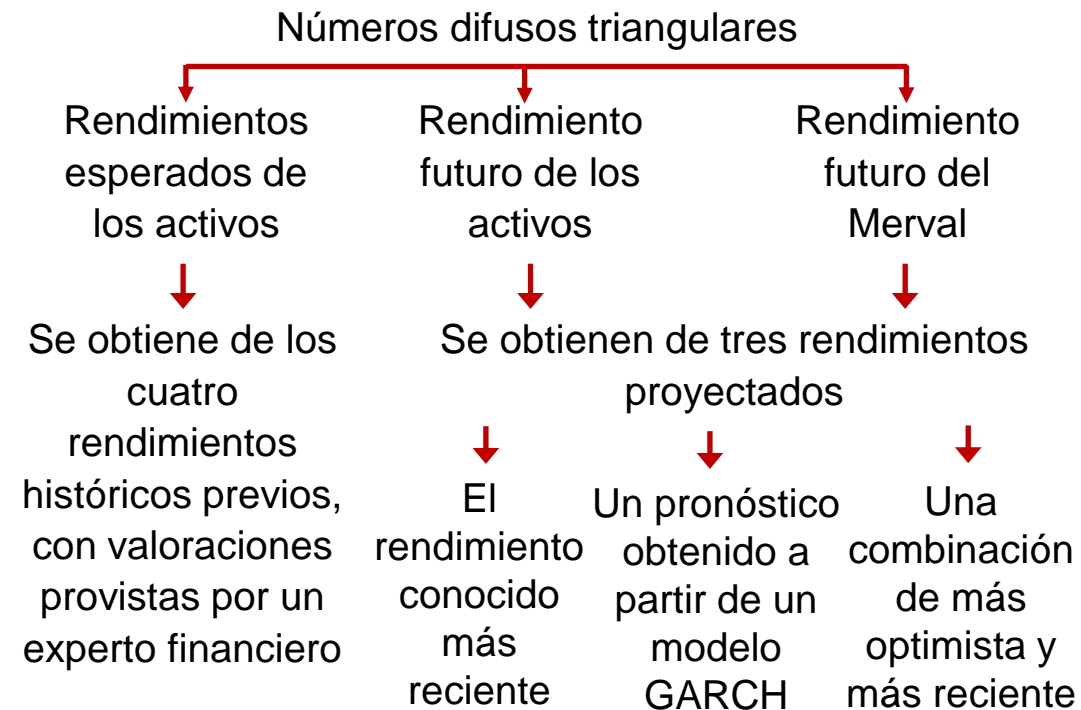 Números difusos triangulares
Rendimientos
esperados de
los activos
Rendimiento
futuro de los
activos
Rendimiento
futuro del
Merval
Se obtiene de los
cuatro
rendimientos
históricos previos,
con valoraciones
provistas por un
experto financiero
Se obtienen de tres rendimientos
proyectados
El
rendimiento
conocido
más
reciente
Un pronóstico
obtenido a
partir de un
modelo
GARCH
Una
combinación
de más
optimista y
más reciente